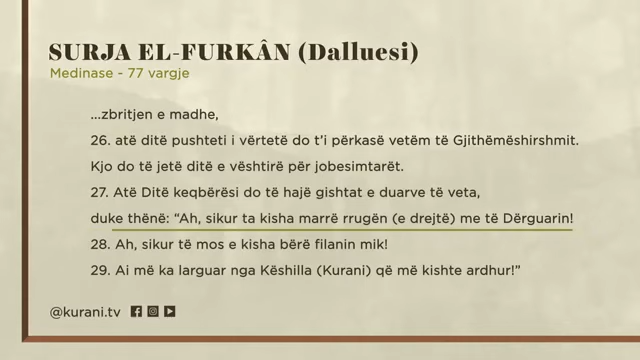 SURJA EL-FURKÂN (Dalluesi)
Medinase - 77 vargje
...zbritjen e madhe,
26. atë ditë pushteti i vërtetë do t'i përkasë vetëm të Gjithëmëshirshmit.
Kjo do të jetë ditë e vështirë për jobesimtarët.
27. Atë Ditë keqbërësi do të hajë gishtat e duarve të veta,
duke thënë: “Ah, sikur ta kisha marrë rrugën (e drejtë) me të Dërguarin!
28. Ah, sikur të mos e kisha bërë filanin mik!
29. Ai më ka larguar nga Këshilla (Kurani) që më kishte ardhur!”
@kurani.tv